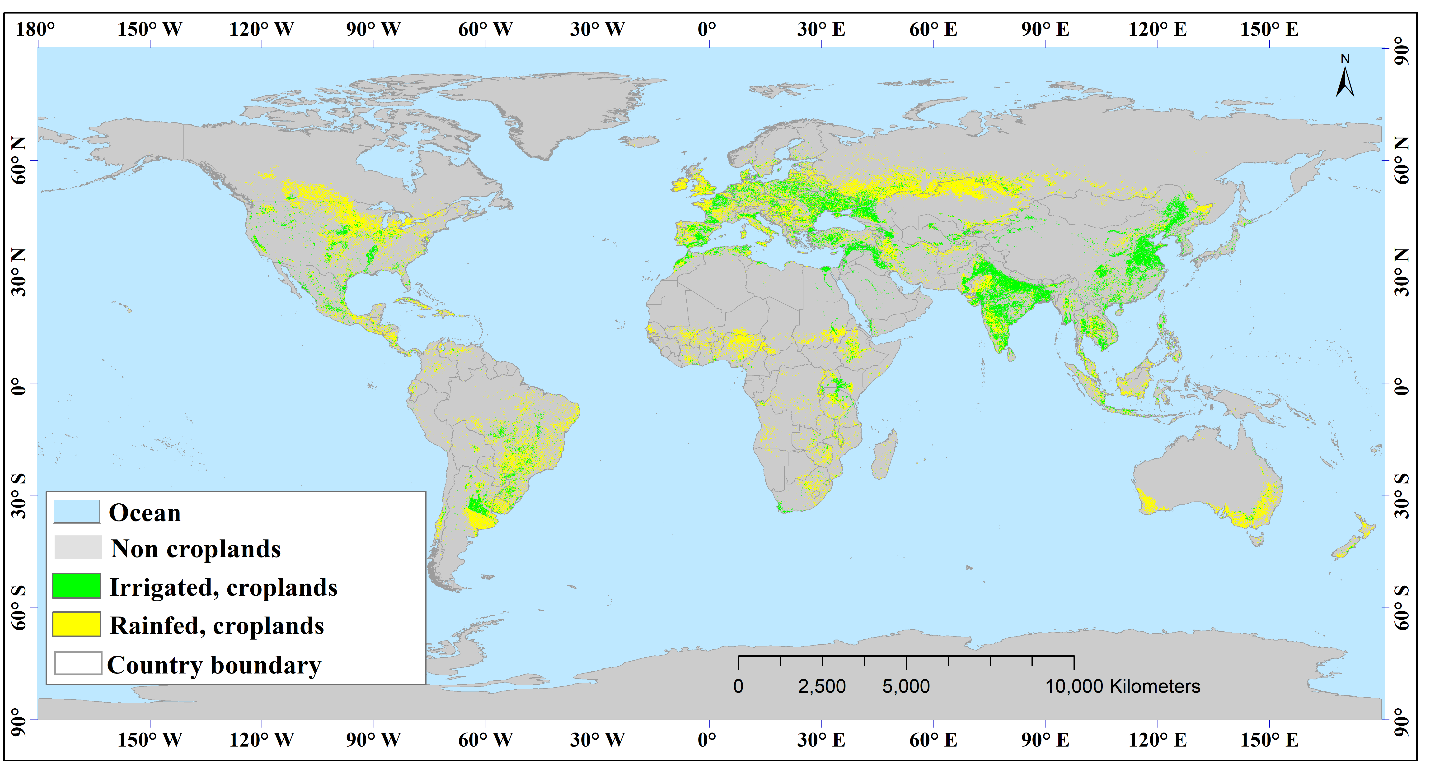 180° 150° W 120° W 90° W 60° W 30° W 0° 30° E 60° E 90° E 120° E 150° E
N
90° 90°
60° N 60° N
30° N 30° N
0° 0°
30° S 30° S
60° S 60° S
90° 90°
Ocean
Non croplands
Irrigated, croplands
Rainfed, croplands
Country boundary
0 2,500 5,000 10,000 Kilometers
150° W 120° W 90° W 60° W 30° W 0° 30° E 60° E 90° E 120° E 150° E